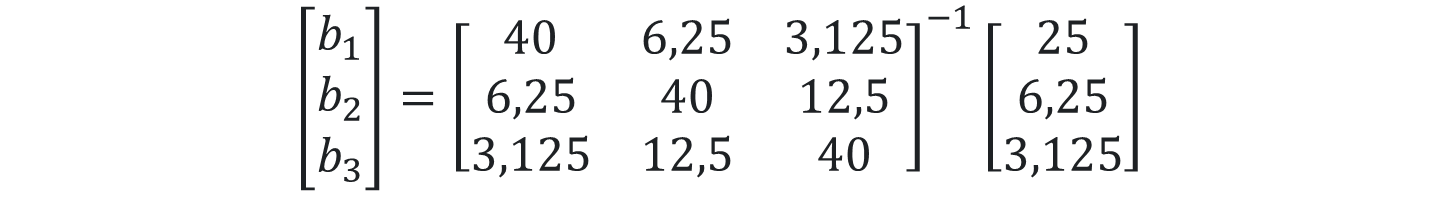 [b₁ b₂ b₃] = [40 6,25 3,125; 6,25 40 12,5; 3,125 12,5 40]⁻¹ [25; 6,25; 3,125]